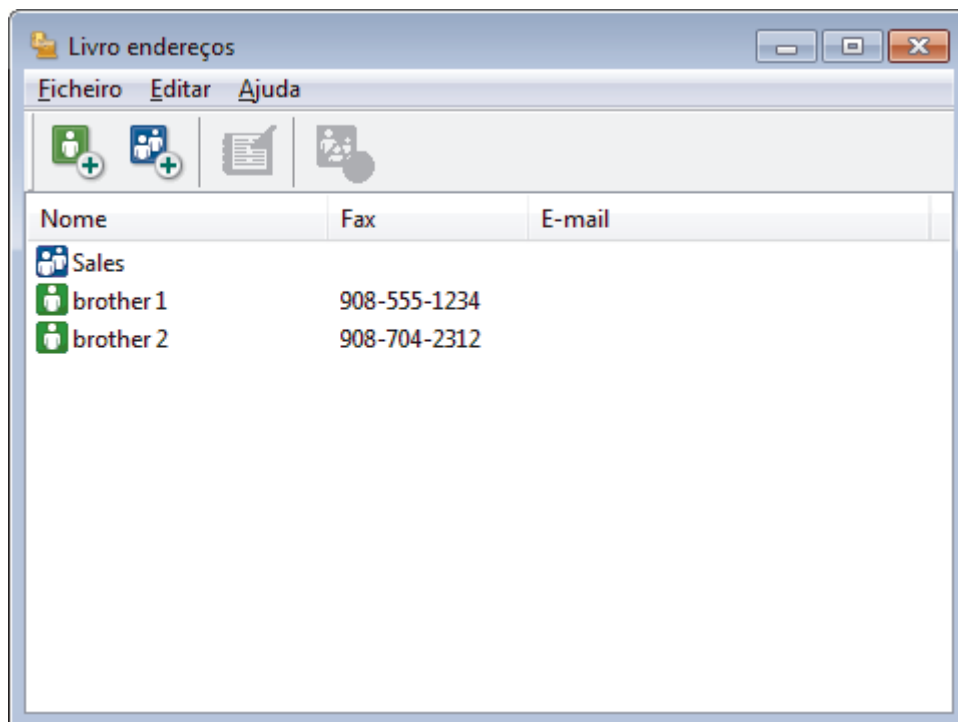 Livro endereços
Ficheiro Editar Ajuda
Nome Fax E-mail
Sales
brother 1 908-555-1234
brother 2 908-704-2312